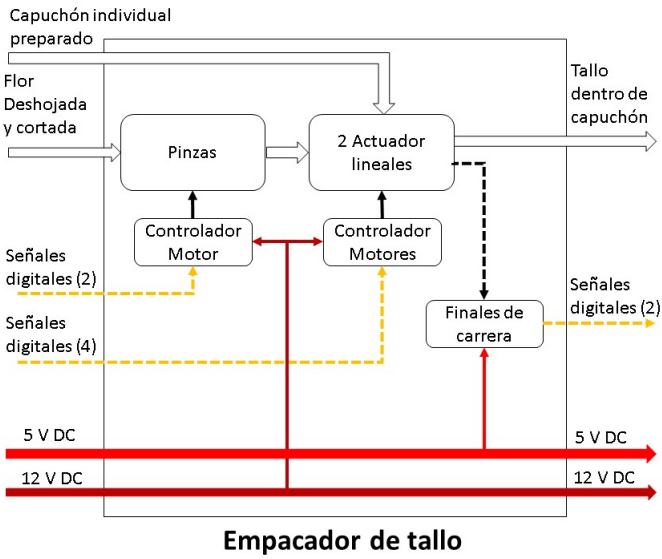 Capuchón individual
preparado
Flor
Deshojada
y cortada
Tallo
dentro de
capuchón
Pinzas
2 Actuador
lineales
Controlador
Motor
Controlador
Motores
Señales
digitales (2)
Señales
digitales (2)
Finales de
carrera
Señales
digitales (4)
5 V DC
5 V DC
12 V DC
12 V DC
Empacador de tallo